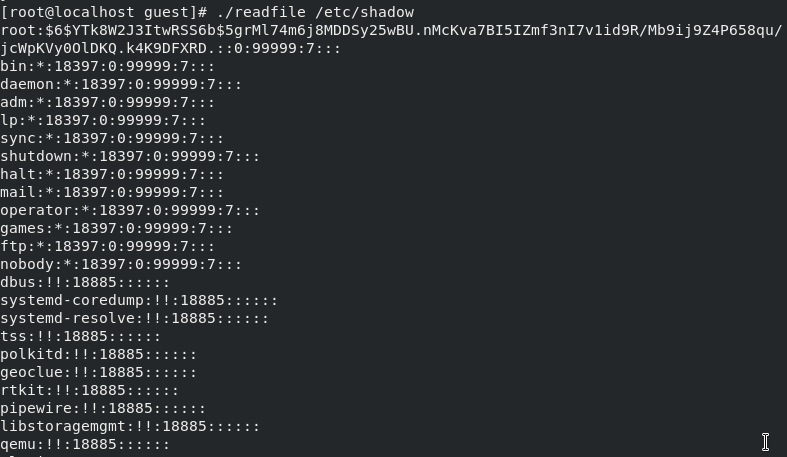 [root@localhost guest]# ./readfile /etc/shadow
root:$6$YTk8W2J3ItwRSS6b$5grMl74m6j8MDDSy25wBU.nMcKva7BI5IZmf3nI7v1id9R/Mb9ij9Z4P658qu/
jcWpKVy0OlDKQ.k4K9DFXRD.::0:99999:7:::
bin:*:18397:0:99999:7:::
daemon:*:18397:0:99999:7:::
adm:*:18397:0:99999:7:::
lp:*:18397:0:99999:7:::
sync:*:18397:0:99999:7:::
shutdown:*:18397:0:99999:7:::
halt:*:18397:0:99999:7:::
mail:*:18397:0:99999:7:::
operator:*:18397:0:99999:7:::
games:*:18397:0:99999:7:::
ftp:*:18397:0:99999:7:::
nobody:*:18397:0:99999:7:::
dbus:!!:18885::::::
systemd-coredump:!!:18885::::::
systemd-resolve:!!:18885::::::
tss:!!:18885::::::
polkitd:!!:18885::::::
geoclue:!!:18885::::::
rtkit:!!:18885::::::
pipewire:!!:18885::::::
libstoragemgmt:!!:18885::::::
qemu:!!:18885::::::